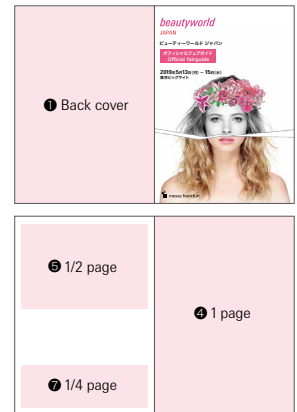 ❶ Back cover
beautyworld
JAPAN
ビューティーワールド ジャパン
オフィシャルフェアガイド
Official fairguide
2019年5月13日(月) – 15日(水)
東京ビッグサイト
messe frankfurt
❺ 1/2 page
❹ 1 page
❼ 1/4 page